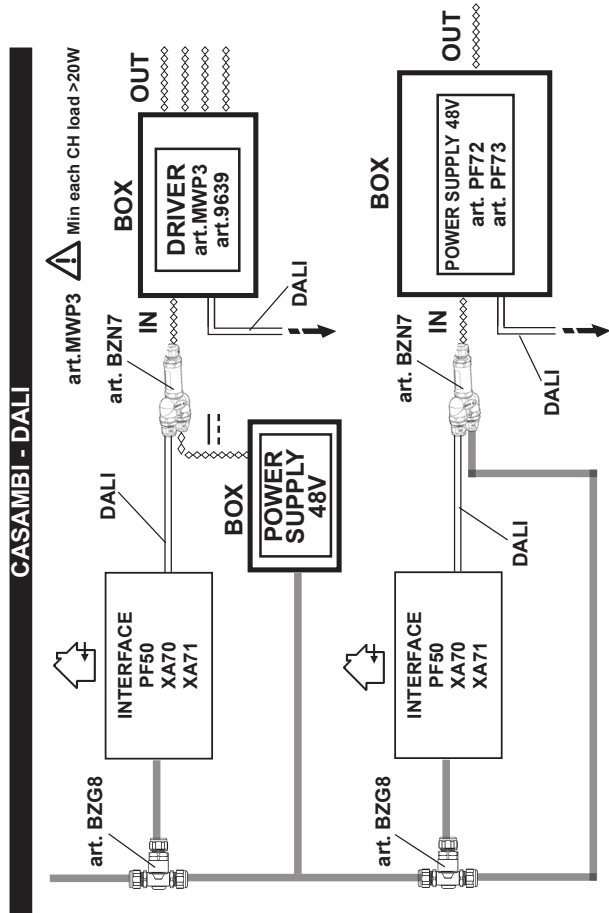 CASAMBI - DALI
art.MWP3
Min each CH load >20W
art. BZG8
INTERFACE
PF50
XA70
XA71
DALI
art. BZN7
IN
BOX
DRIVER
art.MWP3
art.9639
OUT
DALI
BOX
POWER
SUPPLY
48V
art. BZG8
INTERFACE
PF50
XA70
XA71
DALI
art. BZN7
IN
BOX
POWER SUPPLY 48V
art. PF72
art. PF73
OUT
DALI